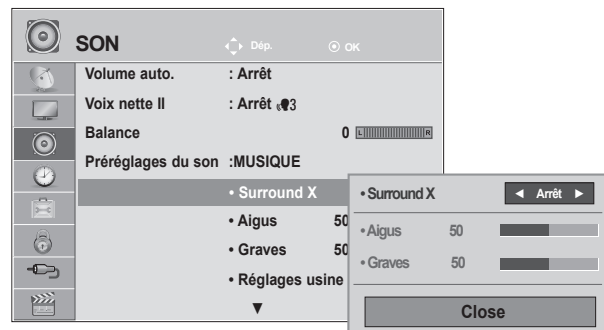 SON Dép. OK
Volume auto. : Arrêt
Voix nette II : Arrêt 3
Balance 0 L R
Préréglages du son :MUSIQUE
• Surround X
• Aigus 50
• Graves 50
• Réglages usine
▼
• Surround X ◄ Arrêt ►
• Aigus 50
• Graves 50
Close